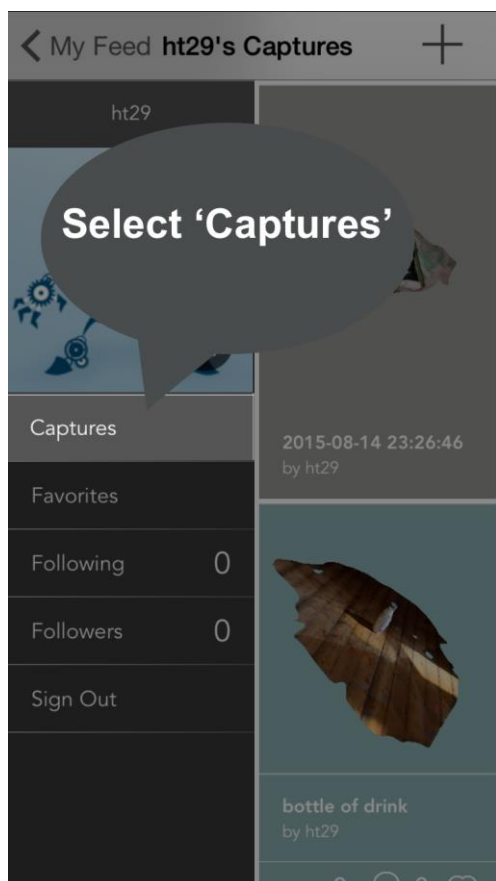 My Feed ht29's Captures
ht29
Select ‘Captures’
Captures
Favorites
Following 0
Followers 0
Sign Out
2015-08-14 23:26:46
by ht29
bottle of drink
by ht29